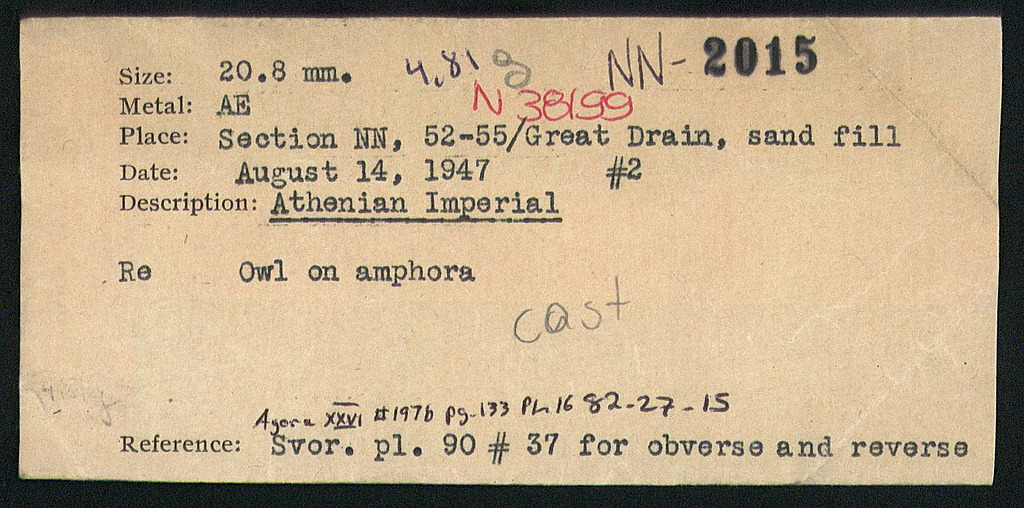 Size: 20.8 mm. 4,81 g NN- 2015
Metal: AE N 38199
Place: Section NN, 52-55/Great Drain, sand fill
Date: August 14, 1947 #2
Description: Athenian Imperial
Re Owl on amphora
cast
Agora XXVI #197b pg. 133 Pl. 16 82-27-15
Reference: Svor. pl. 90 # 37 for obverse and reverse